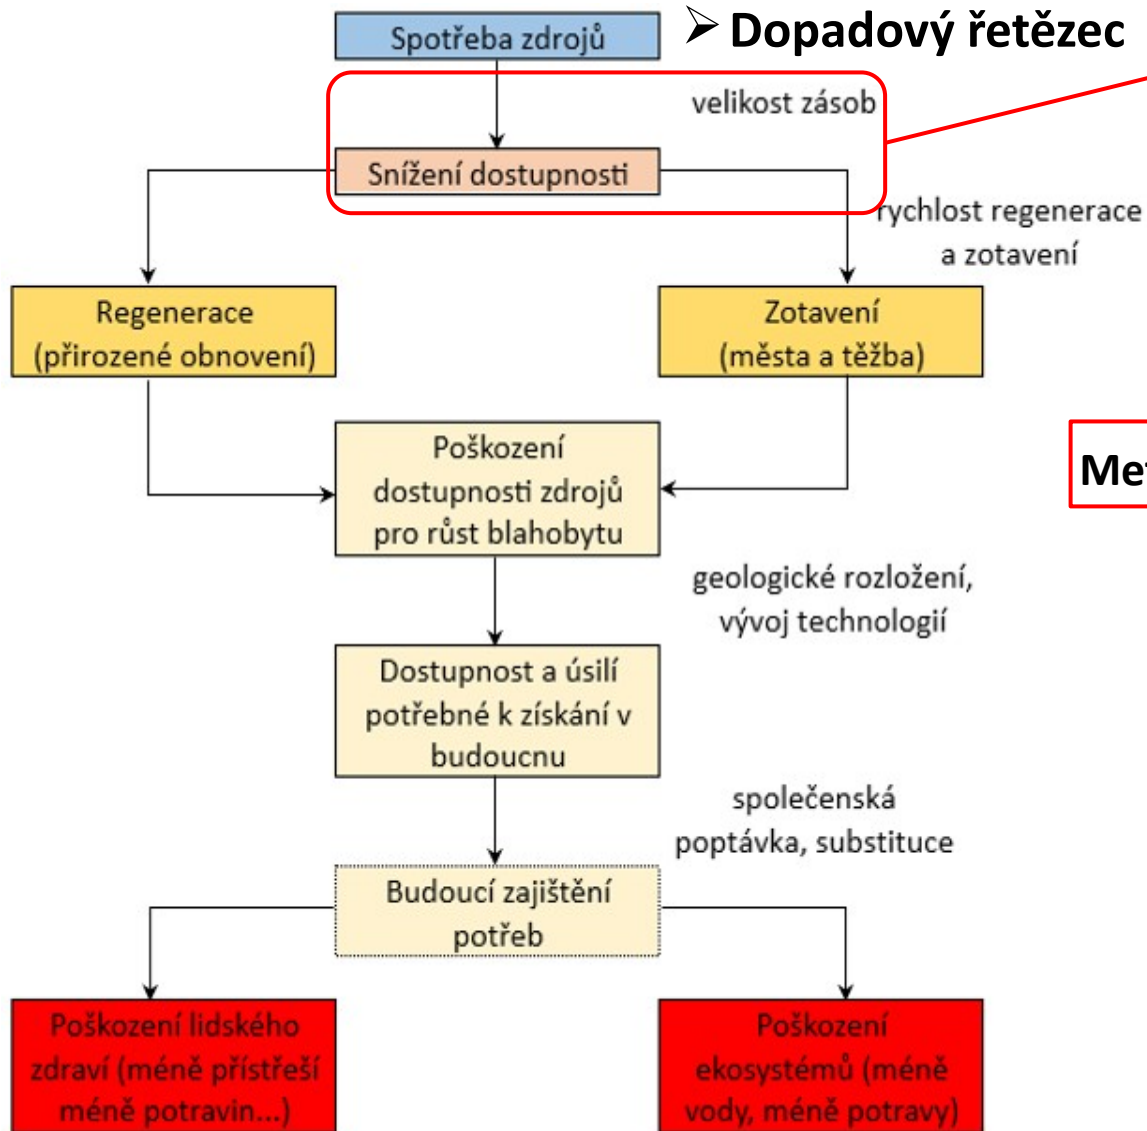 ➢ Dopadový řetězec
Spotřeba zdrojů
velikost zásob
Snížení dostupnosti
rychlost regenerace
a zotavení
Regenerace
(přirozené obnovení)
Zotavení
(města a těžba)
Poškození
dostupnosti zdrojů
pro růst blahobytu
geologické rozložení,
vývoj technologií
Dostupnost a úsilí
potřebné k získání v
budoucnu
společenská
poptávka, substituce
Budoucí zajištění
potřeb
Poškození lidského
zdraví (méně přístřeší
méně potravin...)
Poškození
ekosystémů (méně
vody, méně potravy)